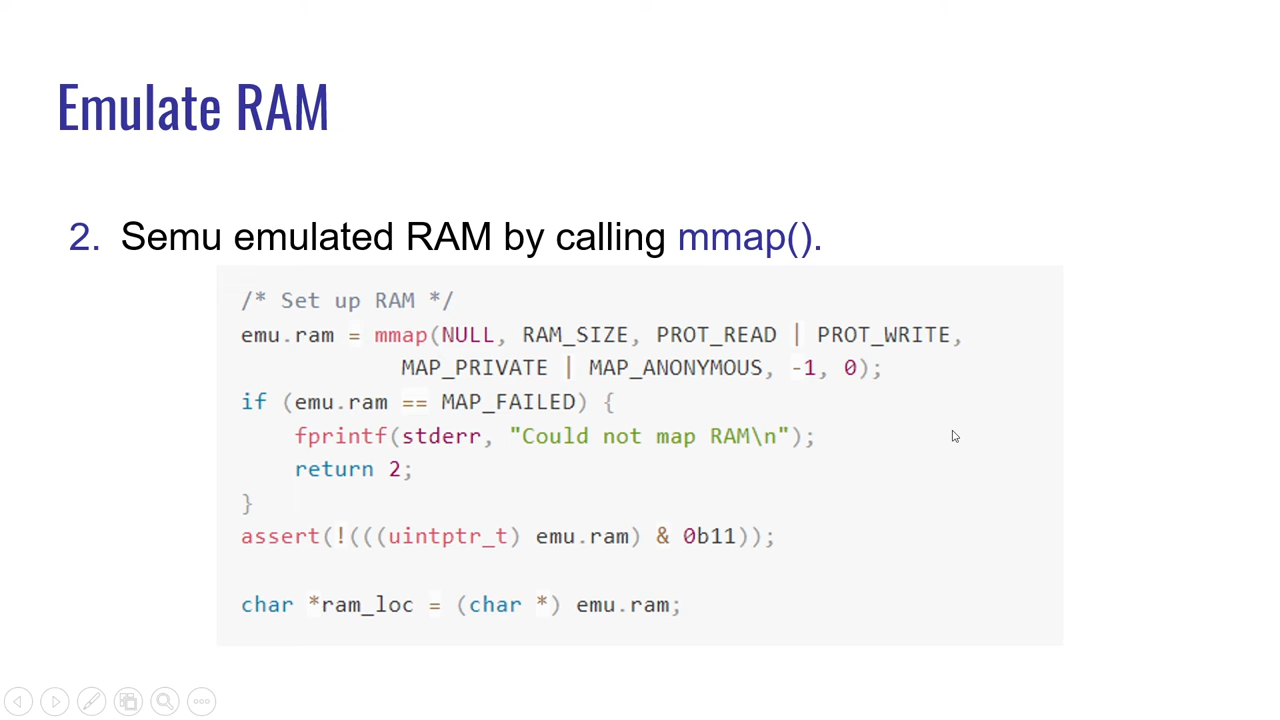 Emulate RAM
2. Semu emulated RAM by calling mmap().
/* Set up RAM */
emu.ram = mmap(NULL, RAM_SIZE, PROT_READ | PROT_WRITE,
MAP_PRIVATE | MAP_ANONYMOUS, -1, 0);
if (emu.ram == MAP_FAILED) {
fprintf(stderr, "Could not map RAM\n");
return 2;
}
assert(!(((uintptr_t) emu.ram) & 0b11));
char *ram_loc = (char *) emu.ram;